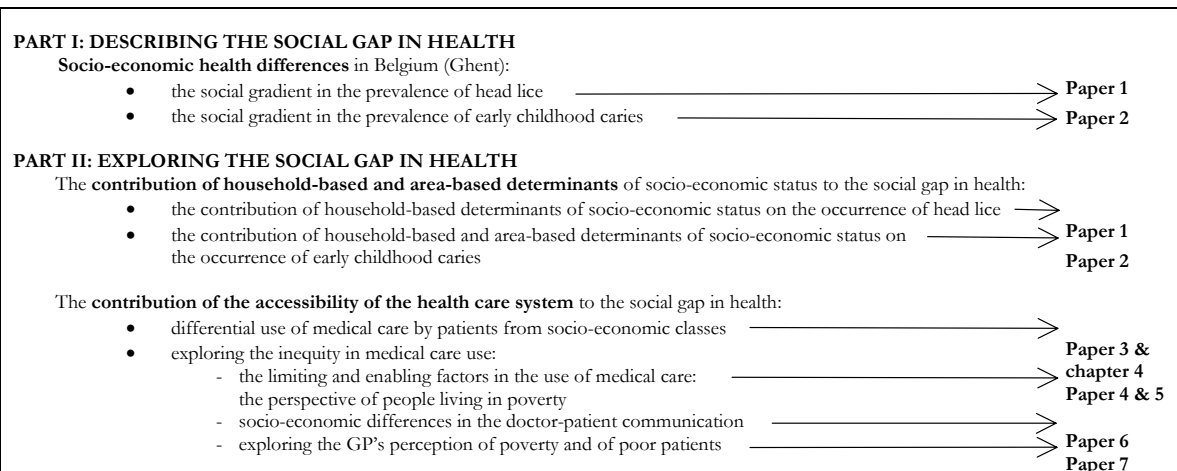 PART I: DESCRIBING THE SOCIAL GAP IN HEALTH
Socio-economic health differences in Belgium (Ghent):
• the social gradient in the prevalence of head lice Paper 1
• the social gradient in the prevalence of early childhood caries Paper 2
PART II: EXPLORING THE SOCIAL GAP IN HEALTH
The contribution of household-based and area-based determinants of socio-economic status to the social gap in health:
• the contribution of household-based determinants of socio-economic status on the occurrence of head lice
• the contribution of household-based and area-based determinants of socio-economic status on Paper 1
the occurrence of early childhood caries Paper 2
The contribution of the accessibility of the health care system to the social gap in health:
• differential use of medical care by patients from socio-economic classes
• exploring the inequity in medical care use: Paper 3 &
- the limiting and enabling factors in the use of medical care: chapter 4
the perspective of people living in poverty Paper 4 & 5
- socio-economic differences in the doctor-patient communication
- exploring the GP's perception of poverty and of poor patients Paper 6
Paper 7